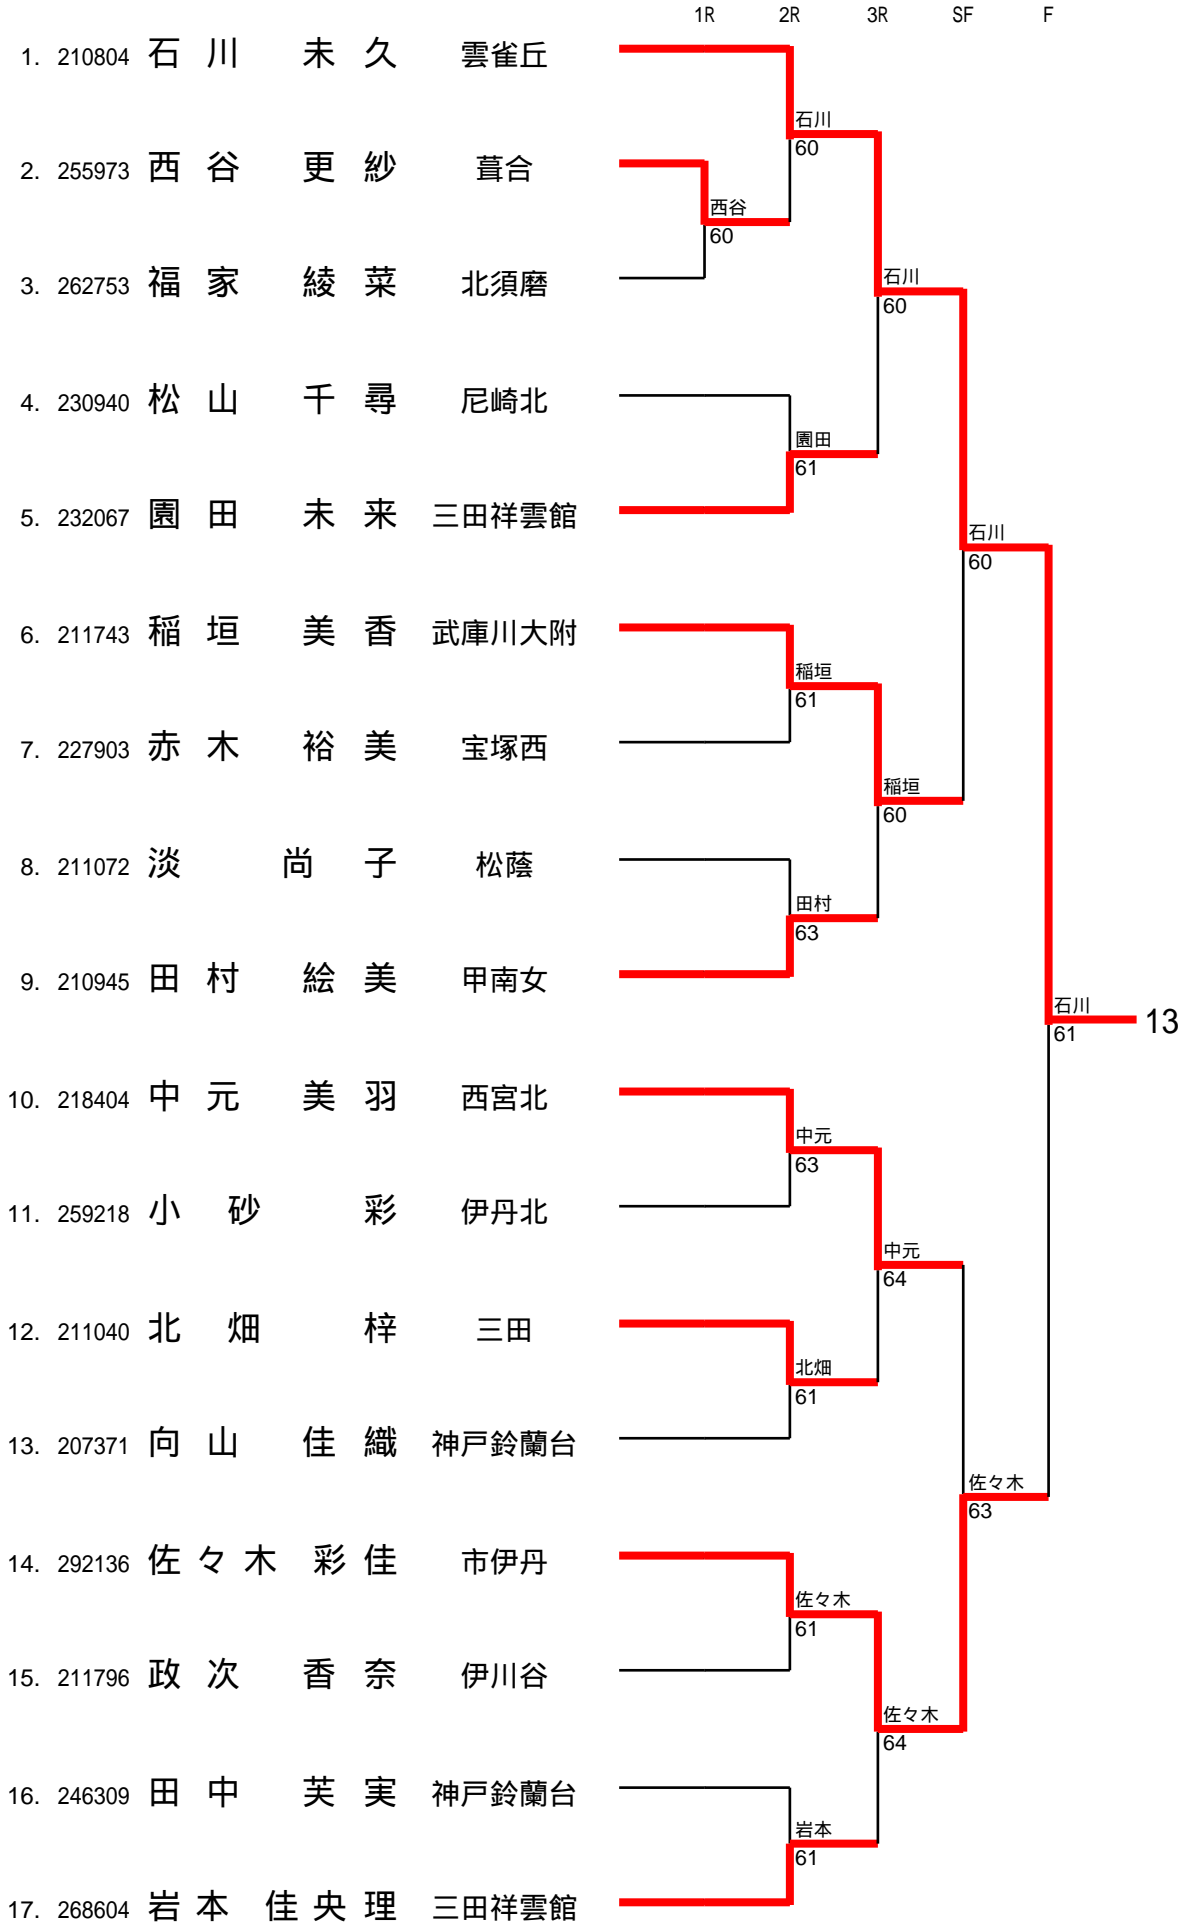 1R 2R 3R SF F
1. 210804 石川 未久 雲雀丘
石川
60
2. 255973 西谷 更紗 葺合
西谷
60
3. 262753 福家 綾菜 北須磨
石川
60
4. 230940 松山 千尋 尼崎北
園田
61
5. 232067 園田 未来 三田祥雲館
石川
60
6. 211743 稲垣 美香 武庫川大附
稲垣
61
7. 227903 赤木 裕美 宝塚西
稲垣
60
8. 211072 淡 尚子 松蔭
田村
63
9. 210945 田村 絵美 甲南女
石川
61
13
10. 218404 中元 美羽 西宮北
中元
63
11. 259218 小砂 彩 伊丹北
中元
64
12. 211040 北畑 梓 三田
北畑
61
13. 207371 向山 佳織 神戸鈴蘭台
佐々木
63
14. 292136 佐々木 彩佳 市伊丹
佐々木
61
15. 211796 政次 香奈 伊川谷
佐々木
64
16. 246309 田中 芙実 神戸鈴蘭台
岩本
61
17. 268604 岩本 佳央理 三田祥雲館